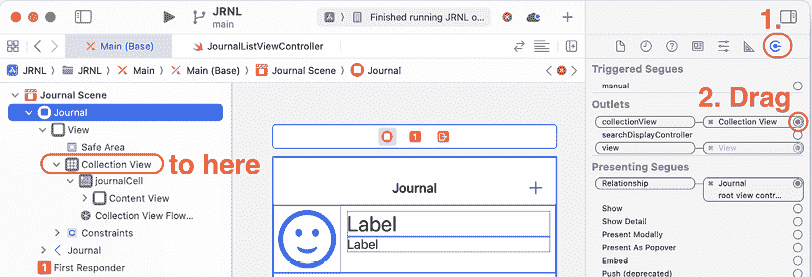 JRNL
main
Finished running JRNL o...
1.
Main (Base)
JournalListViewController
JRNL
JRNL
Main
Main (Base)
Journal Scene
Journal
Journal Scene
Journal
View
Safe Area
Collection View
to here
journalCell
Content View
Collection View Flow...
Constraints
Journal
1 First Responder
1
Journal
Label
Label
Triggered Segues
manual
2. Drag
Outlets
collectionView
Collection View
searchDisplayController
view
View
Presenting Segues
Relationship
Journal
root view contr...
Show
Show Detail
Present Modally
Present As Popover
Embed
Push (deprecated)